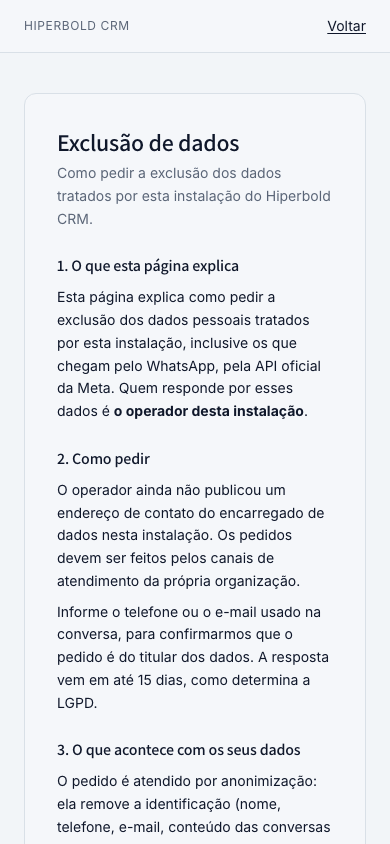 HIPERBOLD CRM
Voltar
Exclusão de dados
Como pedir a exclusão dos dados
tratados por esta instalação do Hiperbold
CRM.
1. O que esta página explica
Esta página explica como pedir a
exclusão dos dados pessoais tratados
por esta instalação, inclusive os que
chegam pelo WhatsApp, pela API oficial
da Meta. Quem responde por esses
dados é o operador desta instalação.
2. Como pedir
O operador ainda não publicou um
endereço de contato do encarregado de
dados nesta instalação. Os pedidos
devem ser feitos pelos canais de
atendimento da própria organização.
Informe o telefone ou o e-mail usado na
conversa, para confirmarmos que o
pedido é do titular dos dados. A resposta
vem em até 15 dias, como determina a
LGPD.
3. O que acontece com os seus dados
O pedido é atendido por anonimização:
ela remove a identificação (nome,
telefone, e-mail, conteúdo das conversas